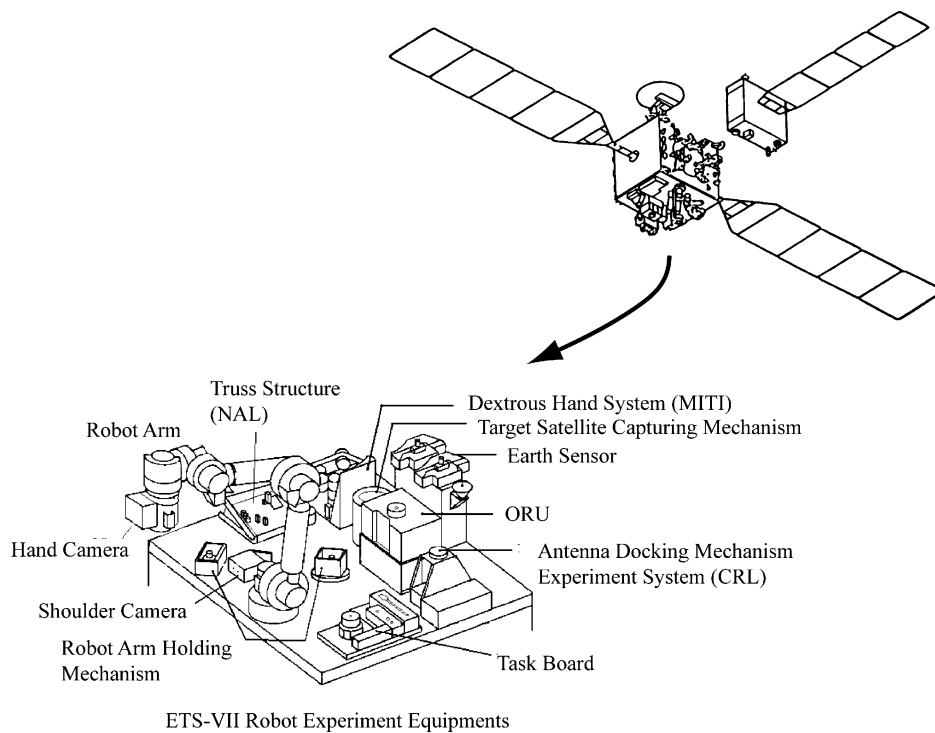 Truss Structure
(NAL)
Dextrous Hand System (MITI)
Robot Arm
Target Satellite Capturing Mechanism
Earth Sensor
ORU
Hand Camera
Antenna Docking Mechanism
Experiment System (CRL)
Shoulder Camera
Robot Arm Holding
Mechanism
Task Board
ETS-VII Robot Experiment Equipments